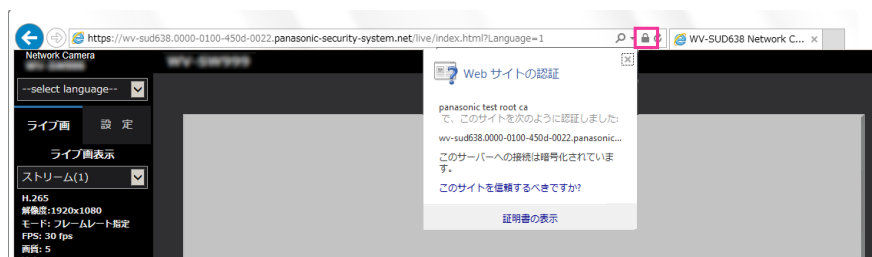 https://wv-sud638.0000-0100-450d-0022.panasonic-security-system.net/live/index.html?Language=1
WV-SUD638 Network C...
Network Camera
--select language--
ライブ画
設 定
ライブ画表示
ストリーム(1)
H.265
解像度:1920x1080
モード: フレームレート指定
FPS: 30 fps
画質: 5
Web サイトの認証
panasonic test root ca
で、このサイトを次のように認証しました:
wv-sud638.0000-0100-450d-0022.panasonic...
このサーバーへの接続は暗号化されていま
す。
このサイトを信頼するべきですか?
証明書の表示